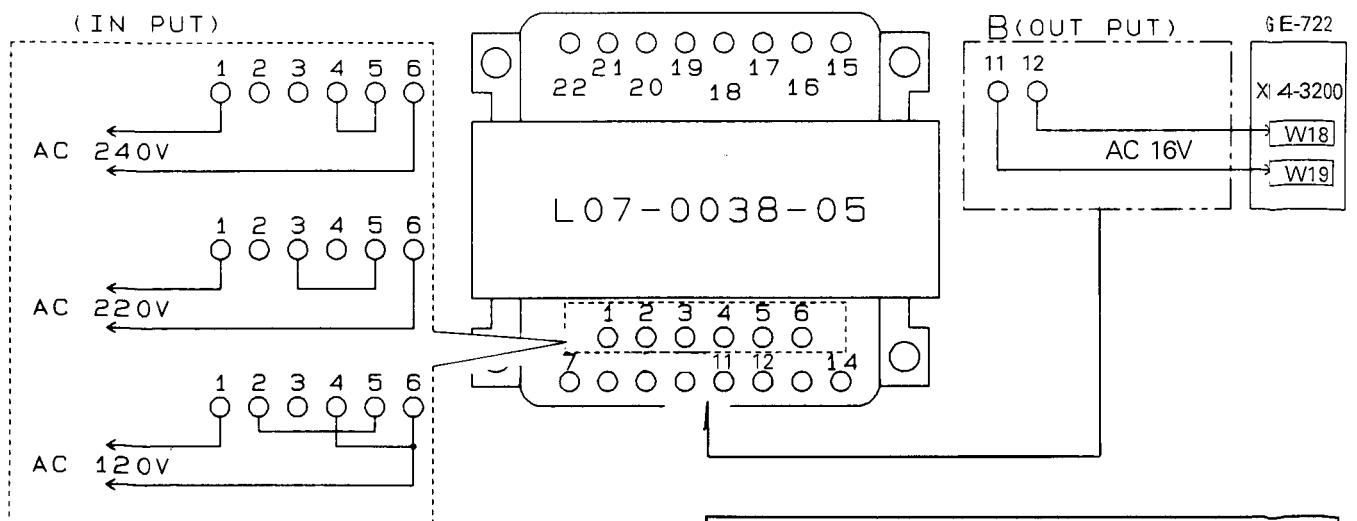 (IN PUT)
1 2 3 4 5 6
AC 240V
1 2 3 4 5 6
AC 220V
1 2 3 4 5 6
AC 120V
22 21 20 19 18 17 16 15
L07-0038-05
1 2 3 4 5 6
7 11 12 14
B(OUT PUT)
11 12
AC 16V
GE-722
X14-3200
W18
W19